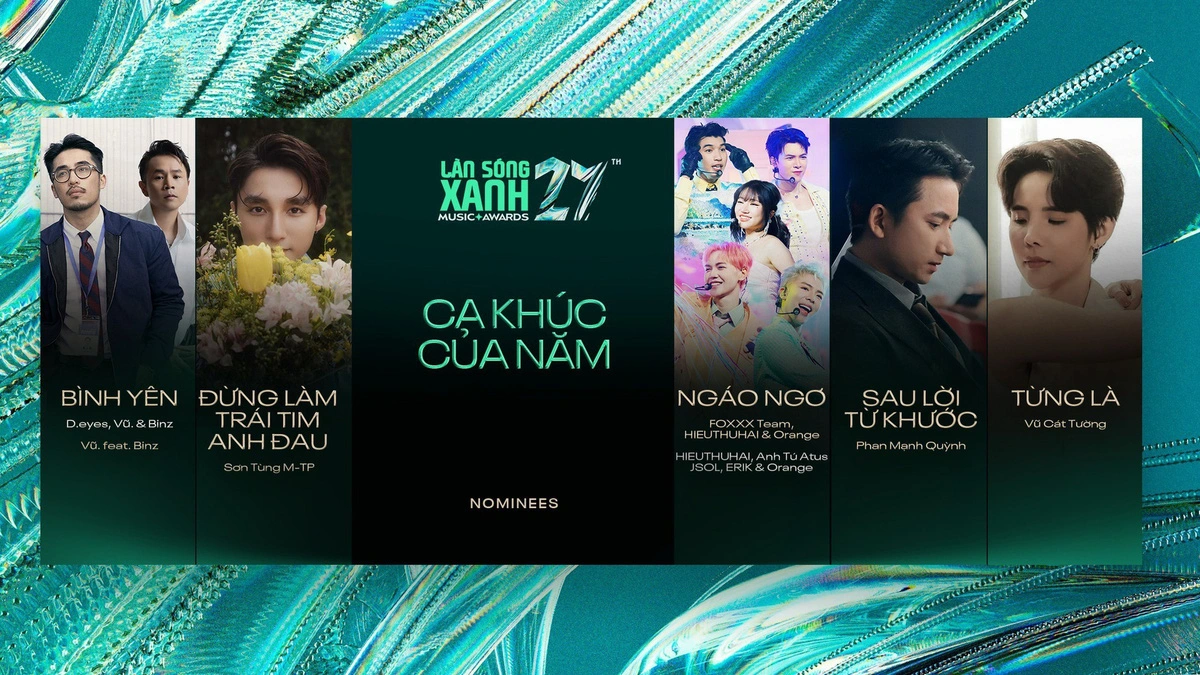 BÌNH YÊN
D.eyes, Vũ. & Binz
Vũ. feat. Binz
ĐỪNG LÀM
TRÁI TIM
ANH ĐAU
Sơn Tùng M-TP
LÀN SÓNG
XANH
MUSIC+AWARDS
27TH
CA KHÚC
CỦA NĂM
NOMINEES
NGÁO NGƠ
FOXXX Team,
HIEUTHUHAI & Orange
HIEUTHUHAI, Anh Tú Atus
JSOL, ERIK & Orange
SAU LỜI
TỪ KHƯỚC
Phan Mạnh Quỳnh
TỪNG LÀ
Vũ Cát Tường